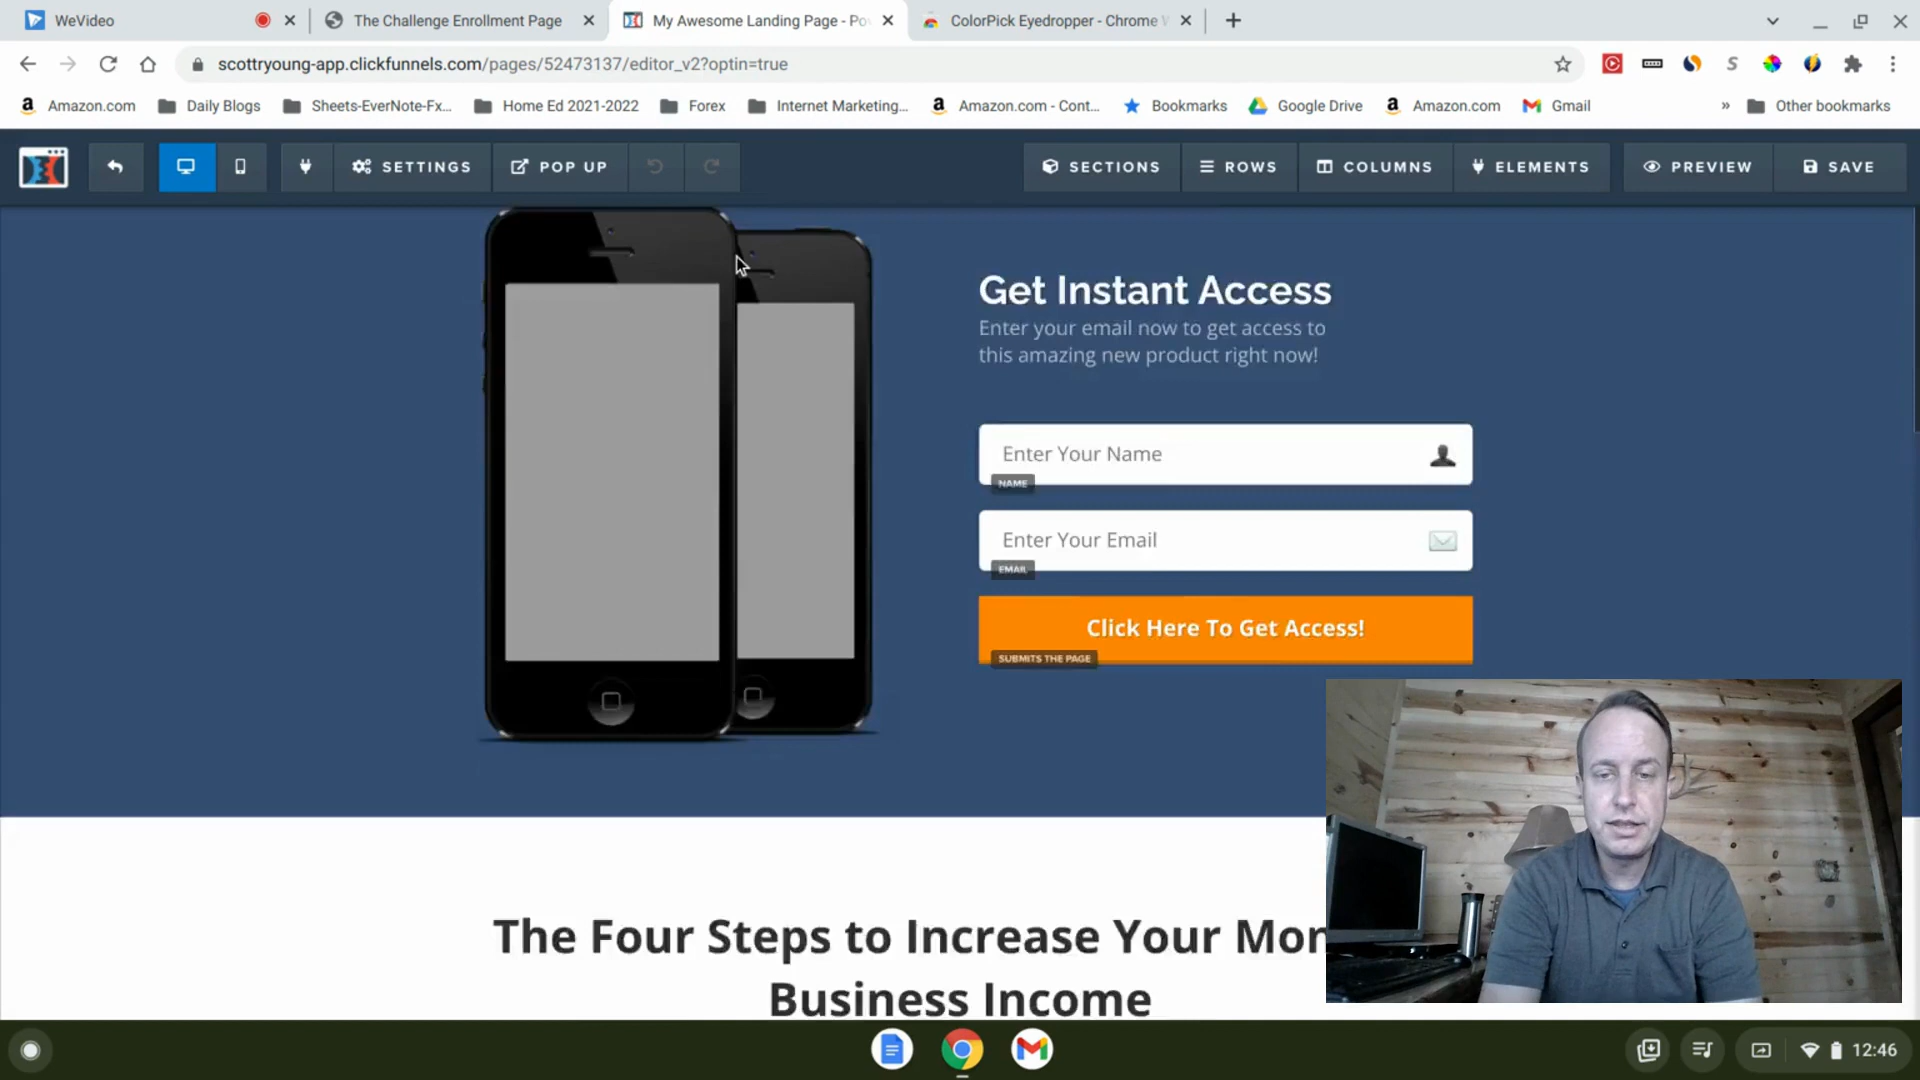 WeVideo
The Challenge Enrollment Page
My Awesome Landing Page - Po
ColorPick Eyedropper - Chrome W
scottryoung-app.clickfunnels.com/pages/52473137/editor_v2?optin=true
Amazon.com
Daily Blogs
Sheets-EverNote-Fx...
Home Ed 2021-2022
Forex
Internet Marketing...
Amazon.com - Cont...
Bookmarks
Google Drive
Amazon.com
Gmail
»
Other bookmarks
SETTINGS
POP UP
SECTIONS
ROWS
COLUMNS
ELEMENTS
PREVIEW
SAVE
Get Instant Access
Enter your email now to get access to
this amazing new product right now!
Enter Your Name
NAME
Enter Your Email
EMAIL
Click Here To Get Access!
SUBMITS THE PAGE
The Four Steps to Increase Your Mon
Business Income
12:46